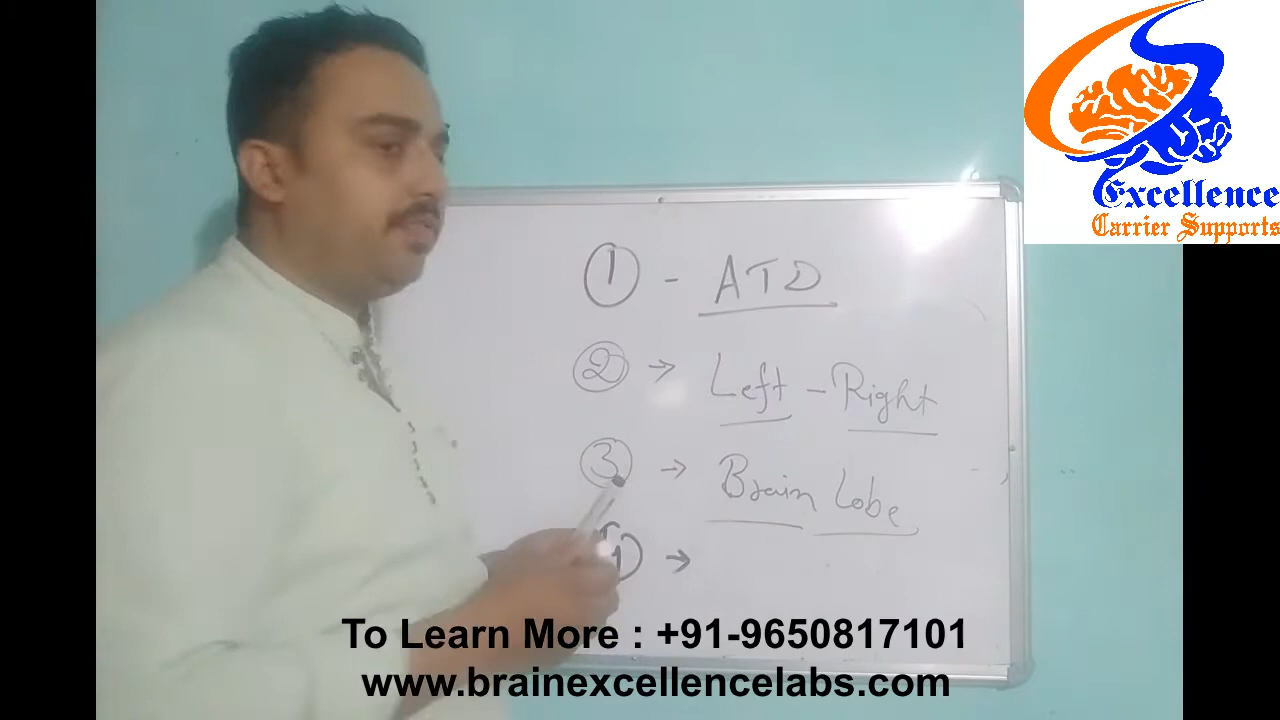 Excellence
Carrier Supports
① - ATD
② → Left - Right
③ → Brain Lobe
④ →
To Learn More : +91-9650817101
www.brainexcellencelabs.com